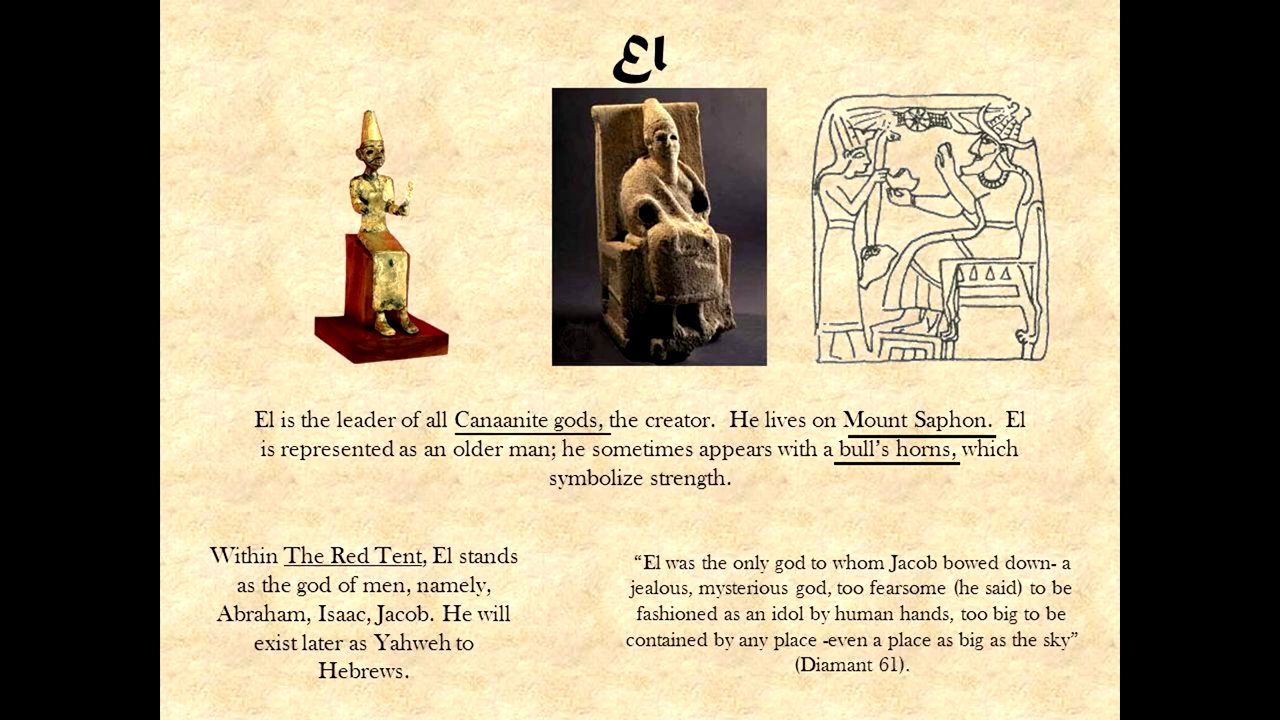 El
El is the leader of all Canaanite gods, the creator.  He lives on Mount Saphon.  El
is represented as an older man; he sometimes appears with a bull’s horns, which
symbolize strength.
Within The Red Tent, El stands
as the god of men, namely,
Abraham, Isaac, Jacob. He will
exist later as Yahweh to
Hebrews.
“El was the only god to whom Jacob bowed down- a
jealous, mysterious god, too fearsome (he said) to be
fashioned as an idol by human hands, too big to be
contained by any place -even a place as big as the sky”
(Diamant 61).